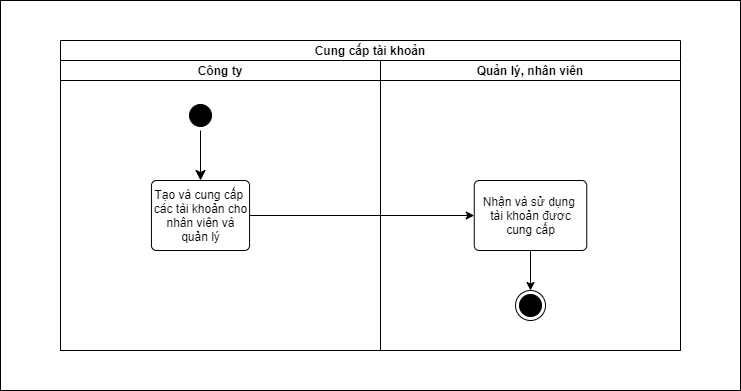 Cung cấp tài khoản
Công ty
Quản lý, nhân viên
Tạo và cung cấp
các tài khoản cho
nhân viên và
quản lý
Nhận và sử dụng
tài khoản được
cung cấp